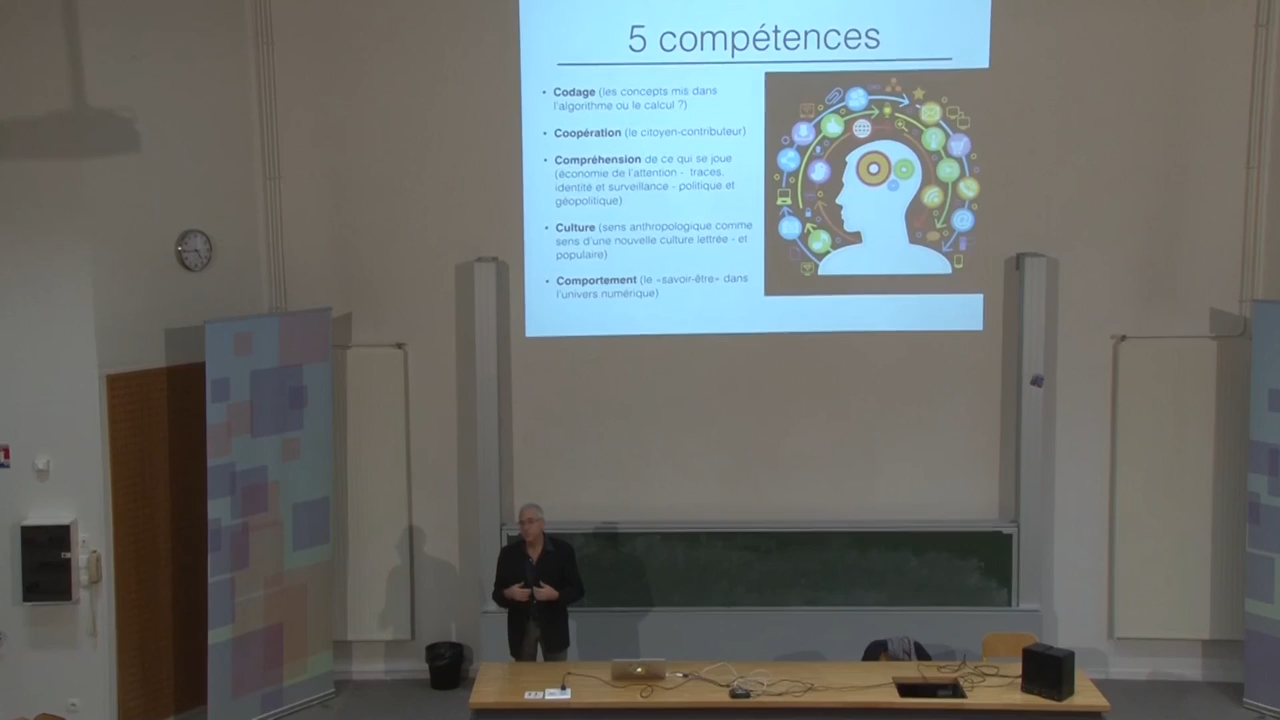 5 compétences
• Codage (les concepts mis dans
l'algorithme ou le calcul ?)
• Coopération (le citoyen-contributeur)
• Compréhension de ce qui se joue
(économie de l'attention - traces,
identité et surveillance - politique et
géopolitique)
• Culture (sens anthropologique comme
sens d'une nouvelle culture lettrée - et
populaire)
• Comportement (le «savoir-être» dans
l'univers numérique)